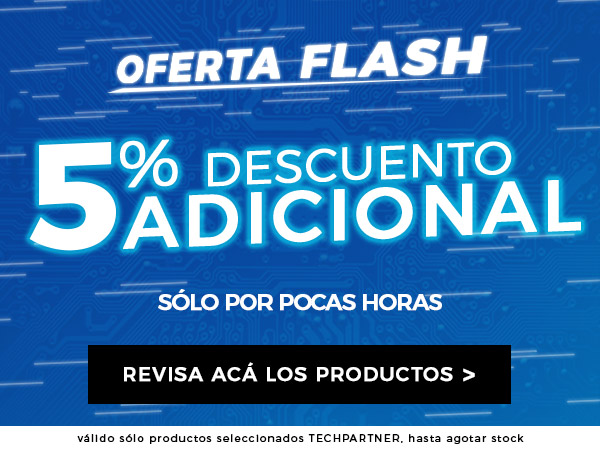 OFERTA FLASH
5% DESCUENTO
ADICIONAL
SÓLO POR POCAS HORAS
REVISA ACÁ LOS PRODUCTOS >
válido sólo productos seleccionados TECHPARTNER, hasta agotar stock